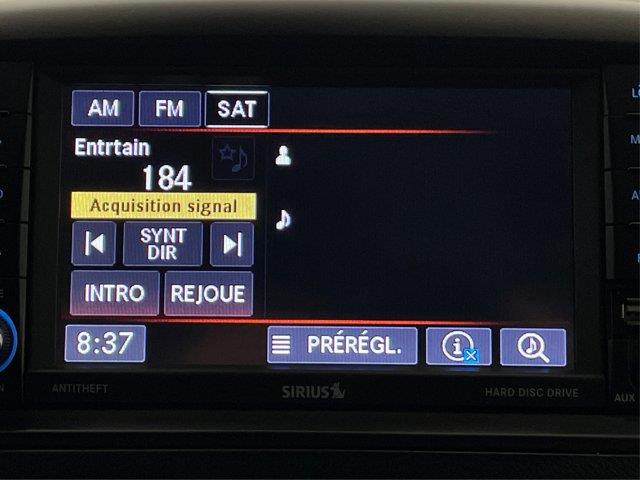 AM FM SAT
Entrtain
184
Acquisition signal
SYNT
DIR
INTRO REJOUE
8:37 PRÉRÉGL.
ANTITHEFT SIRIUS HARD DISC DRIVE
AUX